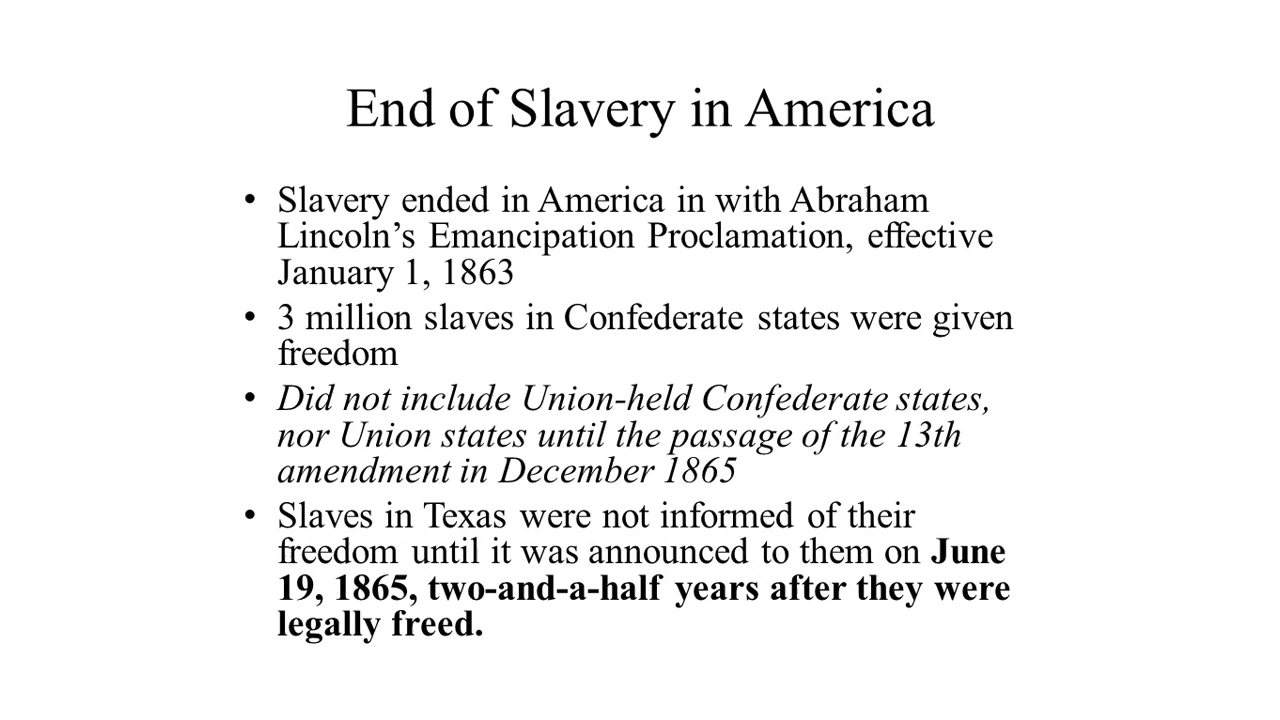 End of Slavery in America
• Slavery ended in America in with Abraham
Lincoln’s Emancipation Proclamation, effective
January 1, 1863
• 3 million slaves in Confederate states were given
freedom
• Did not include Union-held Confederate states,
nor Union states until the passage of the 13th
amendment in December 1865
• Slaves in Texas were not informed of their
freedom until it was announced to them on June
19, 1865, two-and-a-half years after they were
legally freed.